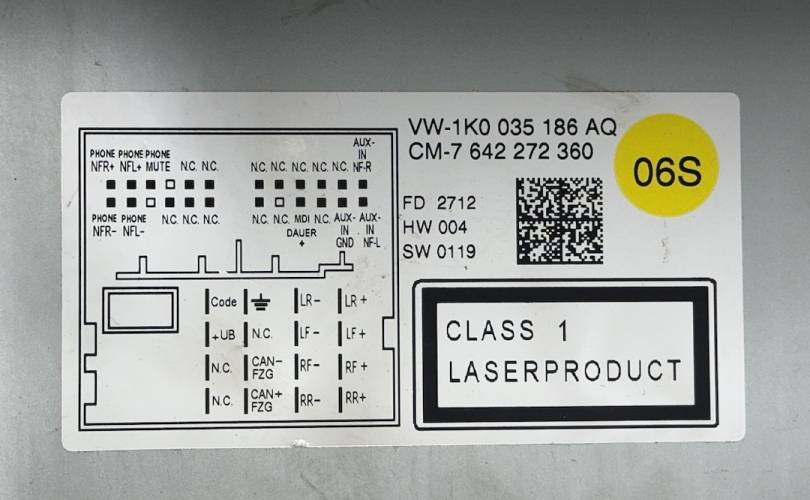 VW-1K0 035 186 AQ
CM-7 642 272 360
06S
FD 2712
HW 004
SW 0119
PHONE PHONE PHONE
NFR+ NFL+ MUTE N.C. N.C.
AUX-
IN
N.C. N.C. N.C. N.C. N.C. NF-R
PHONE PHONE N.C. N.C. N.C.
NFR- NFL-
N.C. N.C. MDI N.C. AUX- AUX-
DAUER IN IN
+ GND NF-L
Code LR- LR+
+UB N.C. LF- LF+
N.C. CAN- FZG RF- RF+
N.C. CAN+ FZG RR- RR+
CLASS 1
LASERPRODUCT